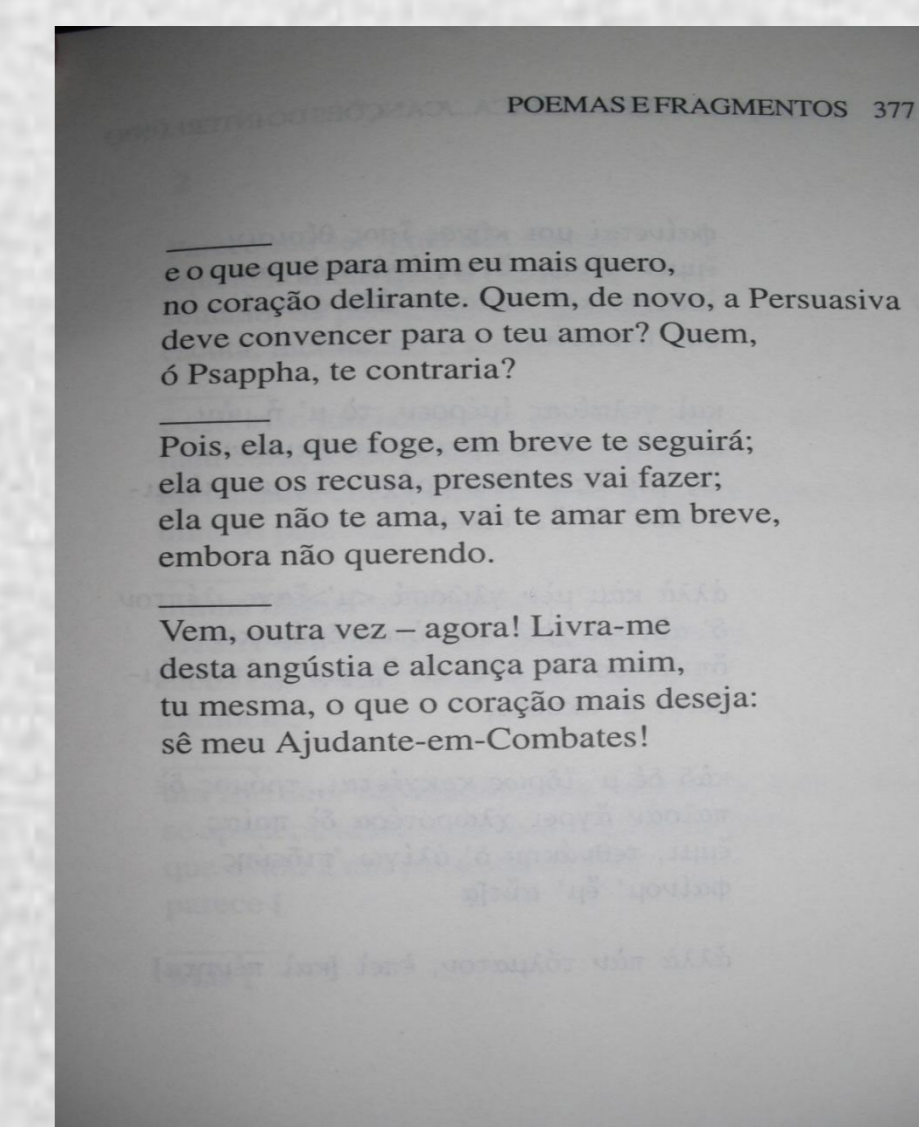 POEMAS E FRAGMENTOS 377
e o que que para mim eu mais quero,
no coração delirante. Quem, de novo, a Persuasiva
deve convencer para o teu amor? Quem,
ó Psappha, te contraria?
Pois, ela, que foge, em breve te seguirá;
ela que os recusa, presentes vai fazer;
ela que não te ama, vai te amar em breve,
embora não querendo.
Vem, outra vez – agora! Livra-me
desta angústia e alcança para mim,
tu mesma, o que o coração mais deseja:
sê meu Ajudante-em-Combates!